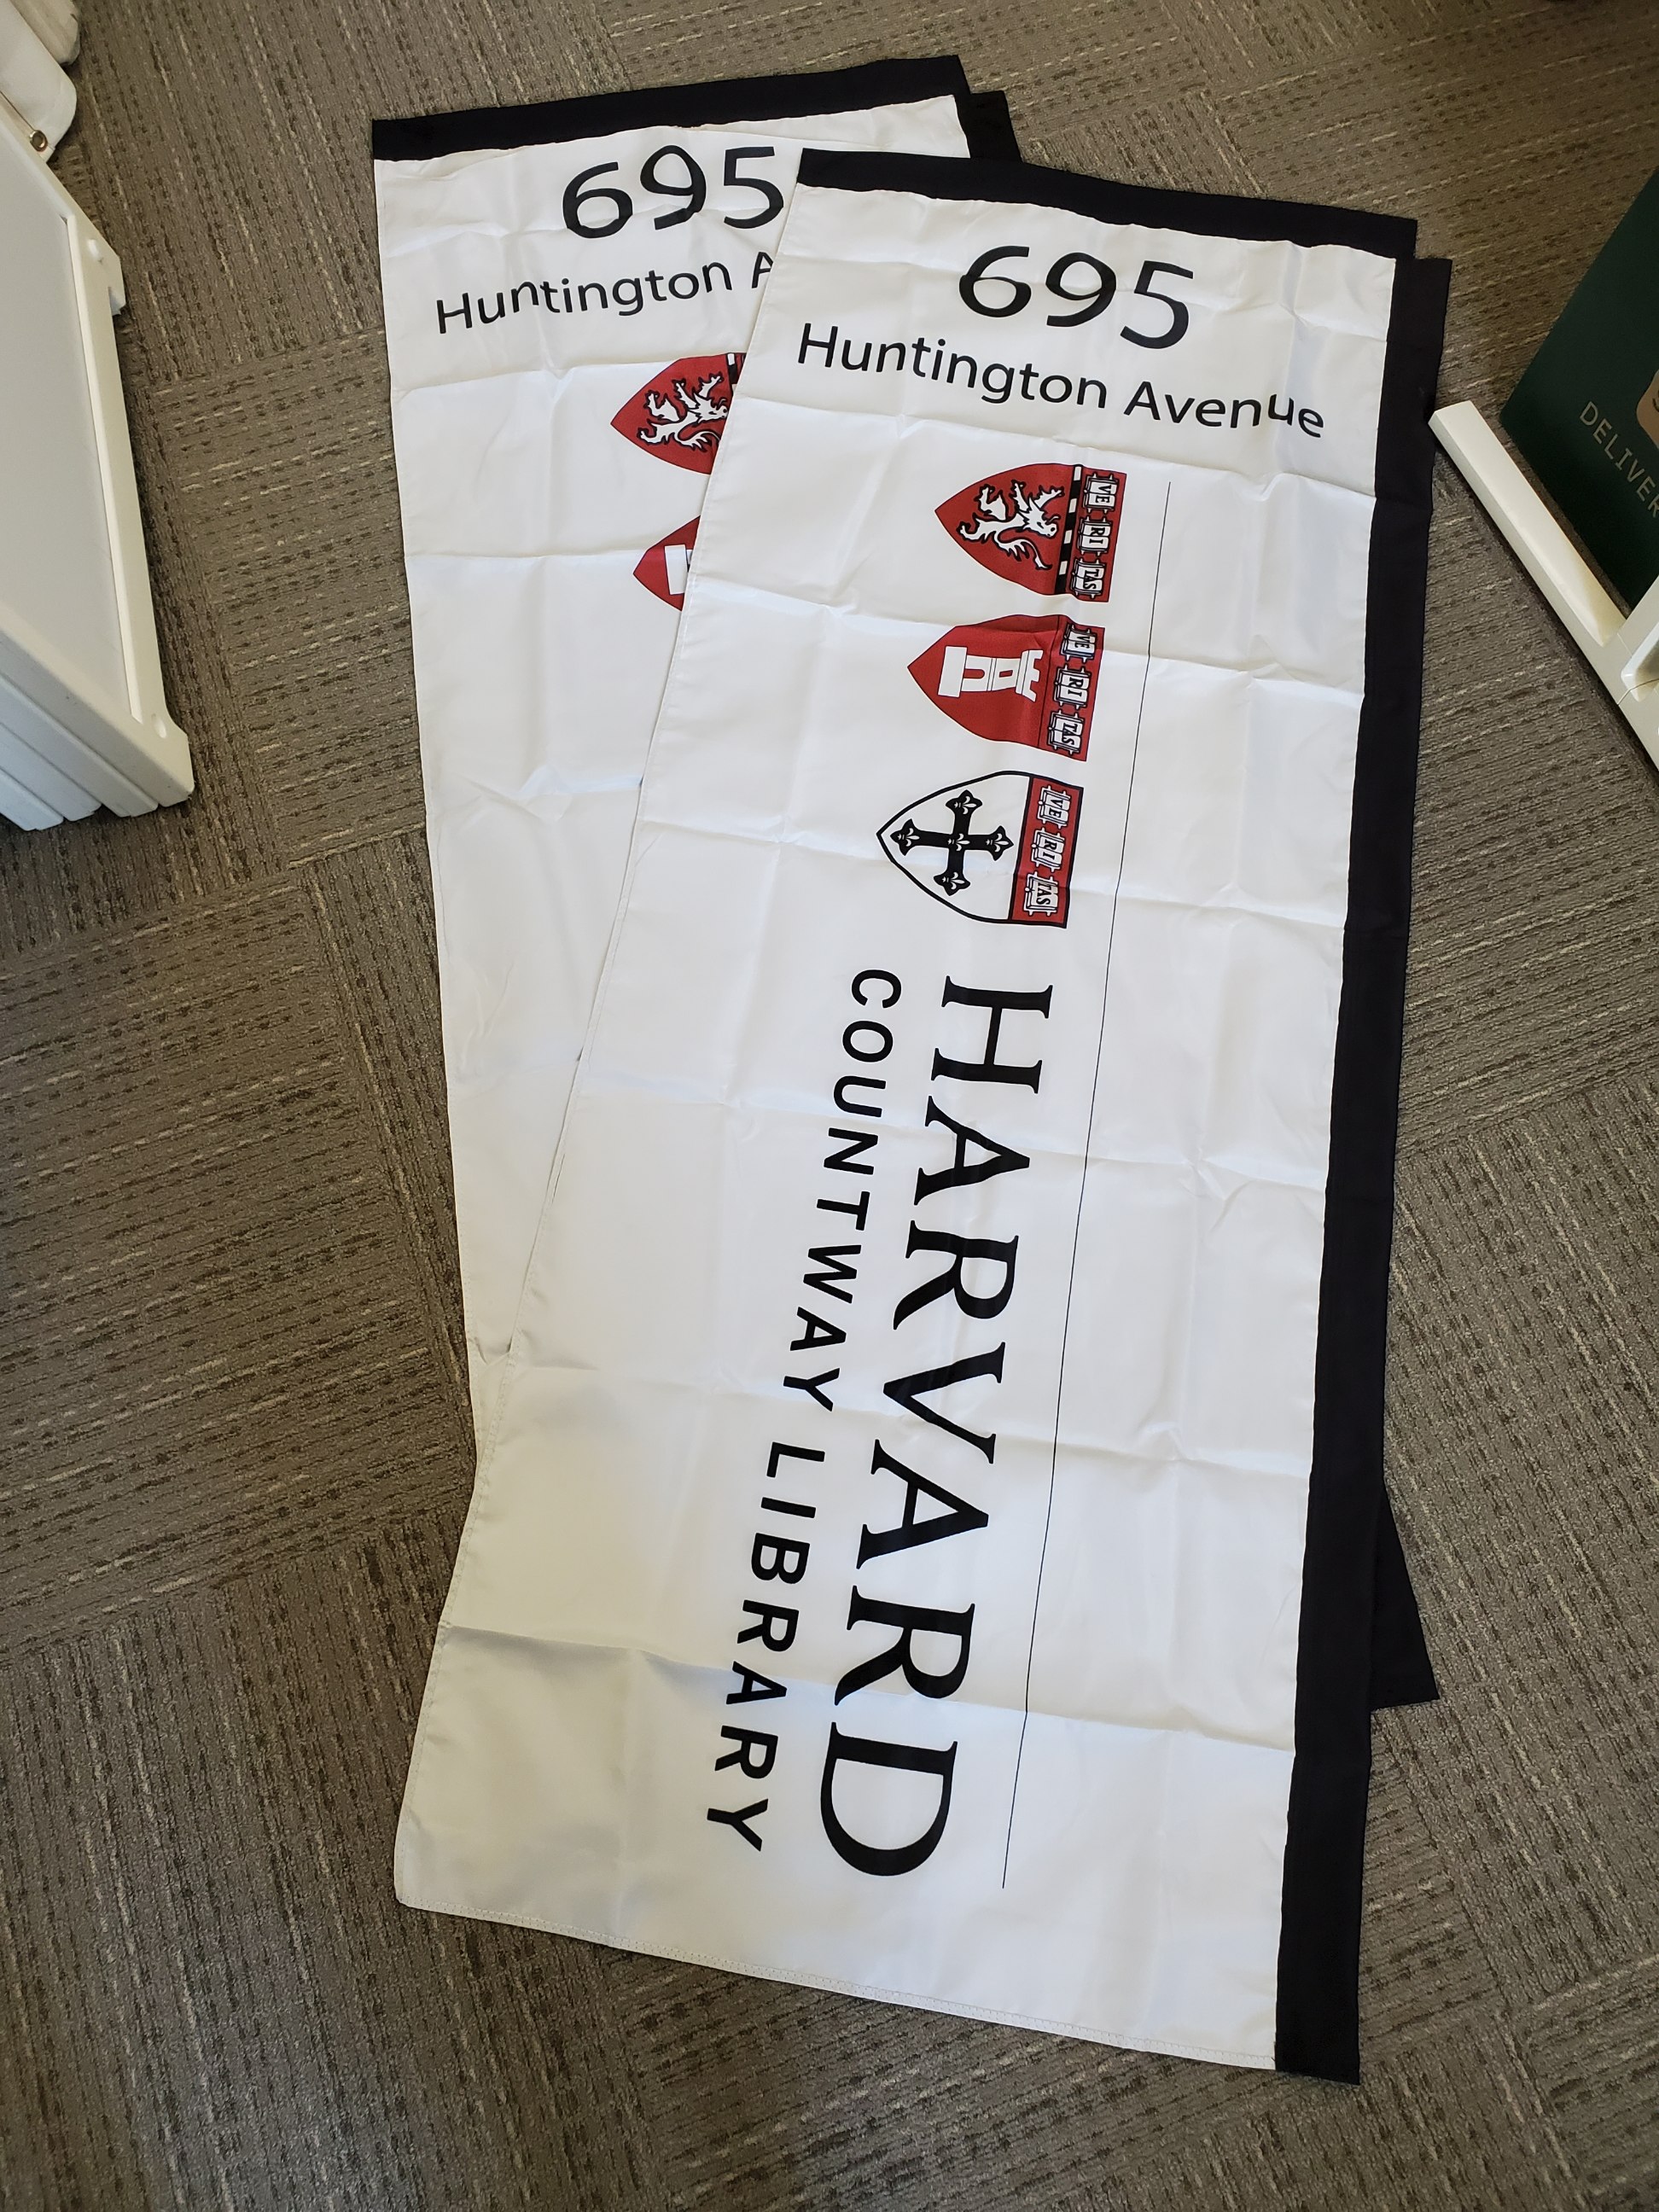 695
Huntington A
695
Huntington Avenue
VE RI TAS
VE RI TAS
VE RI TAS
HARVARD
COUNTWAY LIBRARY
DELIVER